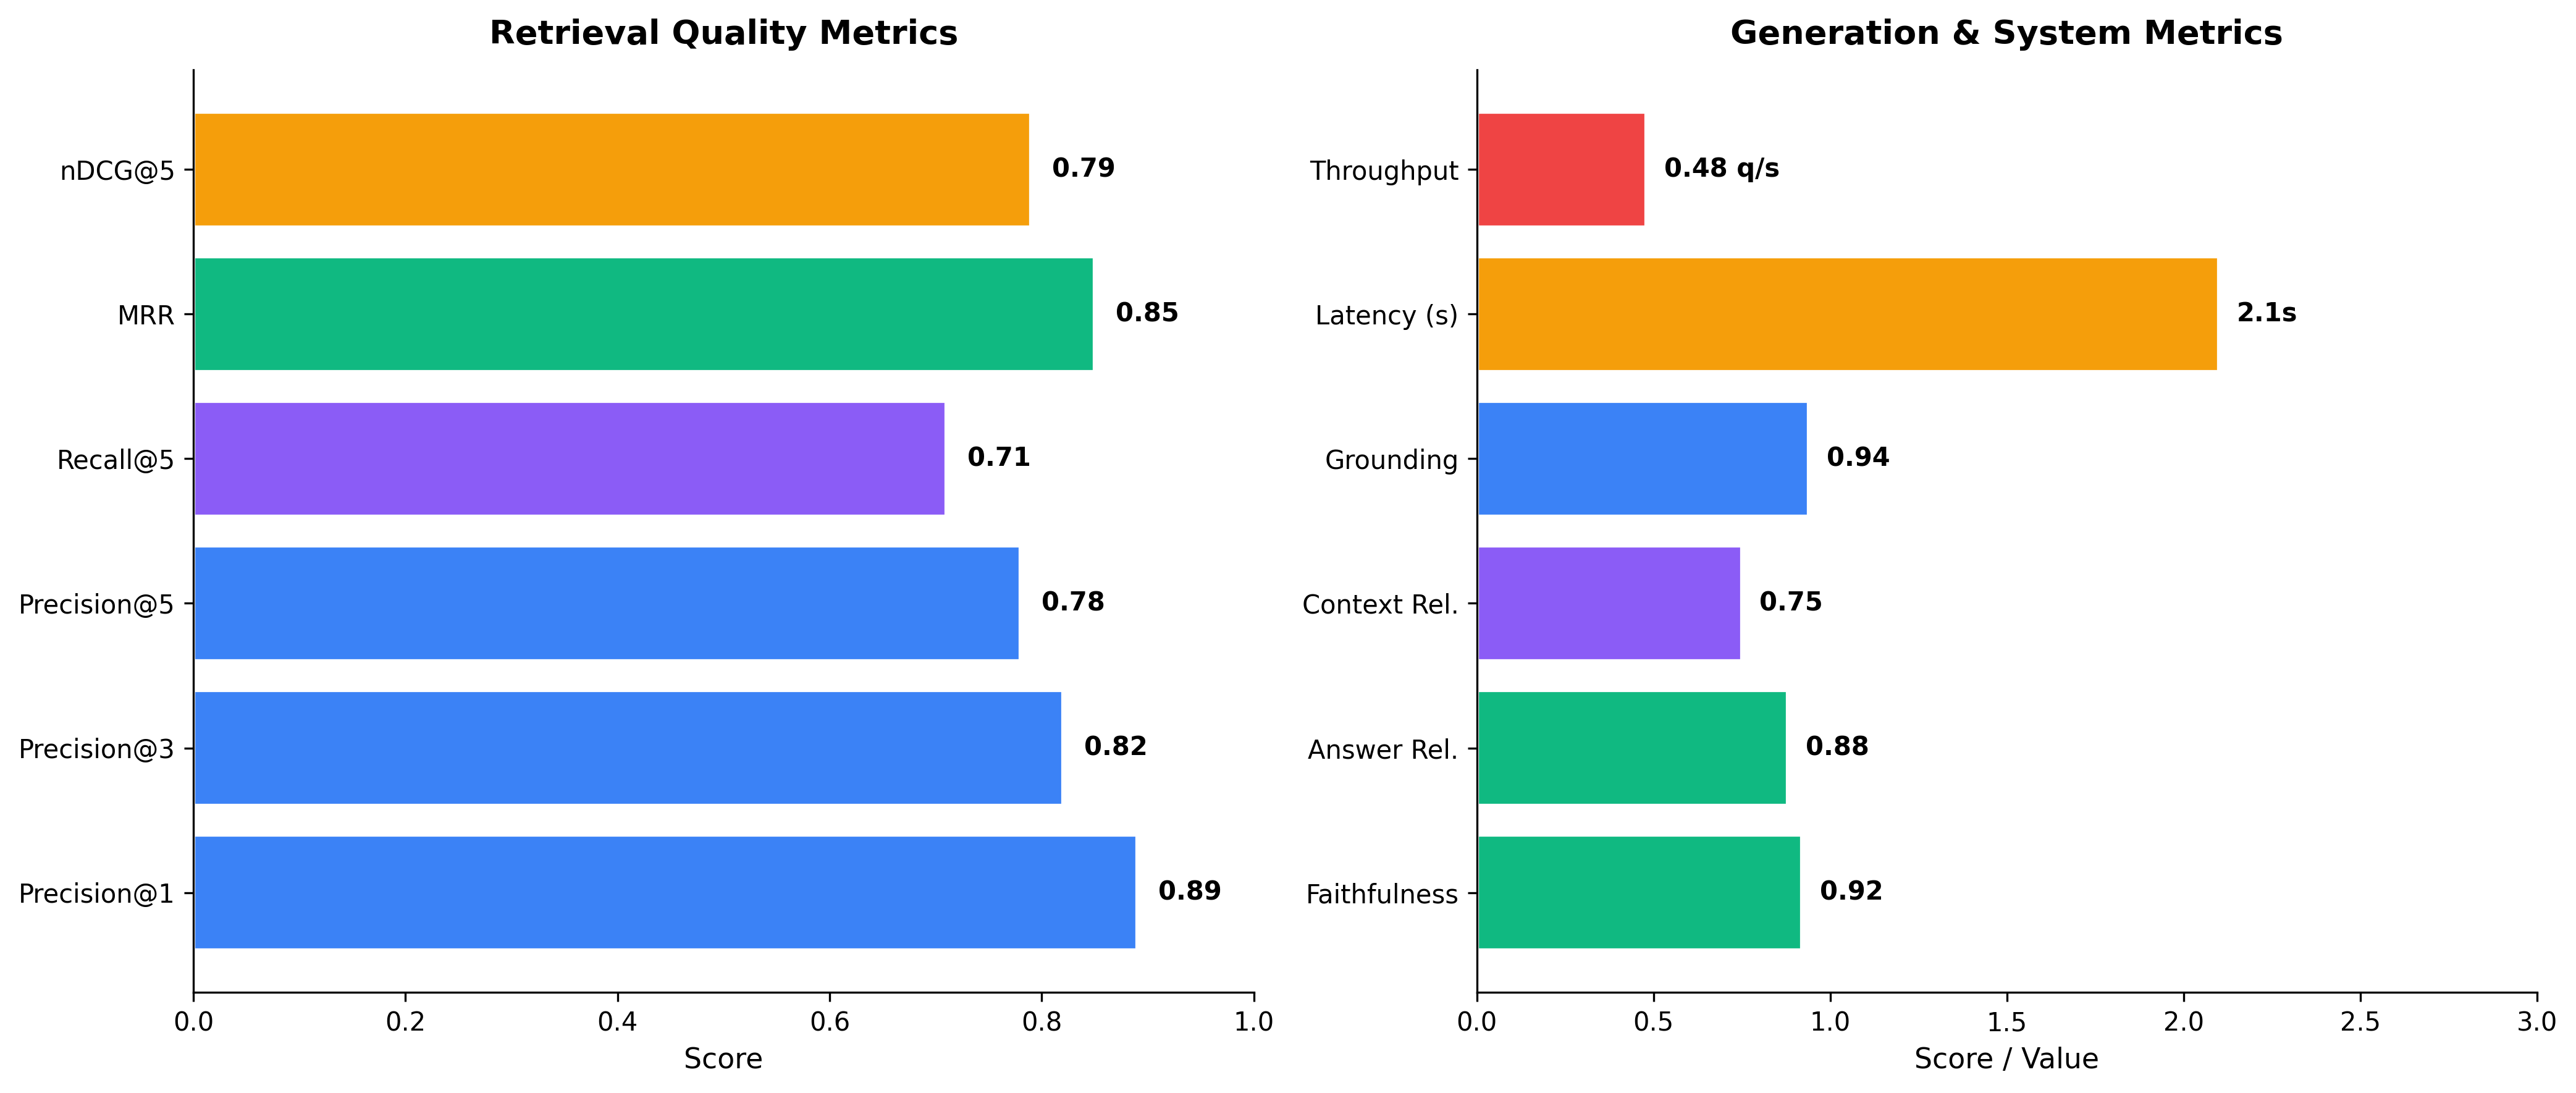 Retrieval Quality Metrics
nDCG@5
0.79
MRR
0.85
Recall@5
0.71
Precision@5
0.78
Precision@3
0.82
Precision@1
0.89
0.0 0.2 0.4 0.6 0.8 1.0
Score
Generation & System Metrics
Throughput
0.48 q/s
Latency (s)
2.1s
Grounding
0.94
Context Rel.
0.75
Answer Rel.
0.88
Faithfulness
0.92
0.0 0.5 1.0 1.5 2.0 2.5 3.0
Score / Value